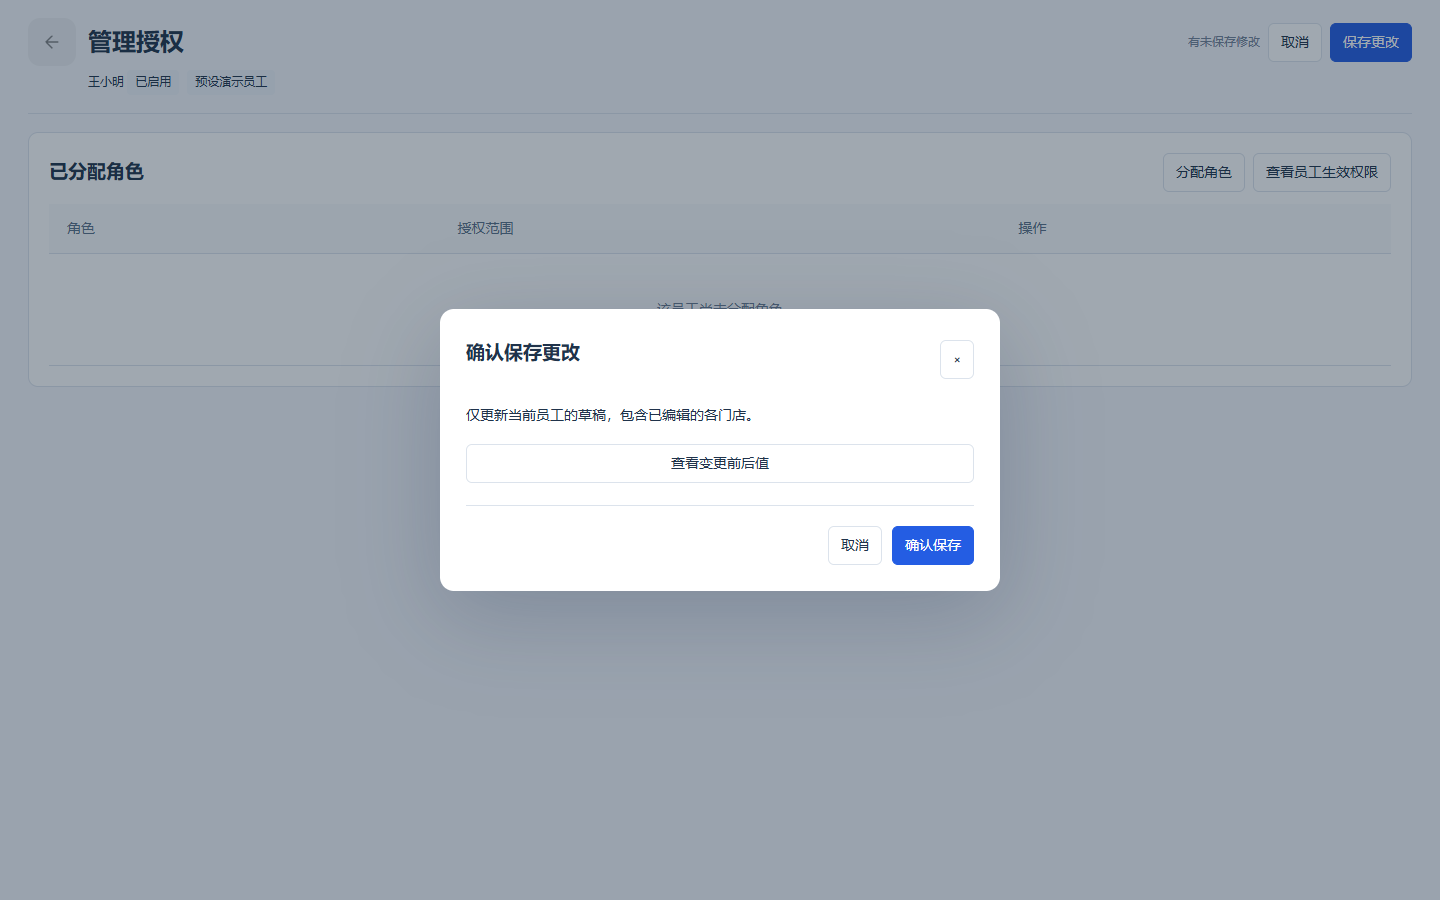 管理授权
有未保存修改
取消
保存更改
王小明 已启用 预设演示员工
已分配角色
分配角色
查看员工生效权限
角色 授权范围 操作
确认保存更改
×
仅更新当前员工的草稿，包含已编辑的各门店。
查看变更前后值
取消
确认保存